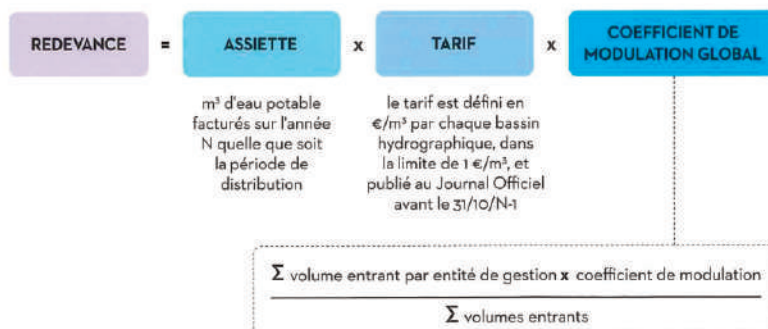 REDEVANCE = ASSIETTE x TARIF x COEFFICIENT DE
MODULATION GLOBAL
m³ d'eau potable
facturés sur l'année
N quelle que soit
la période de
distribution
le tarif est défini en
€/m³ par chaque bassin
hydrographique, dans
la limite de 1 €/m³, et
publié au Journal Officiel
avant le 31/10/N-1
Σ volume entrant par entité de gestion x coefficient de modulation
Σ volumes entrants